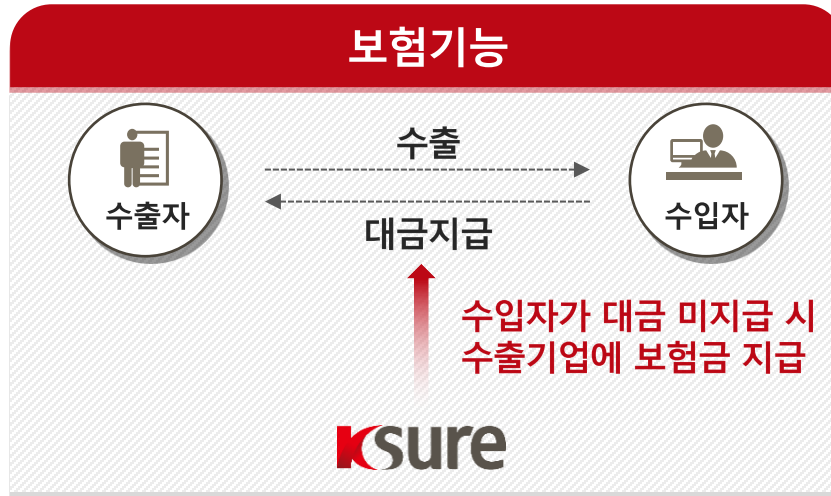 보험기능
수출
수출자
수입자
대금지급
수입자가 대금 미지급 시
수출기업에 보험금 지급
Ksure